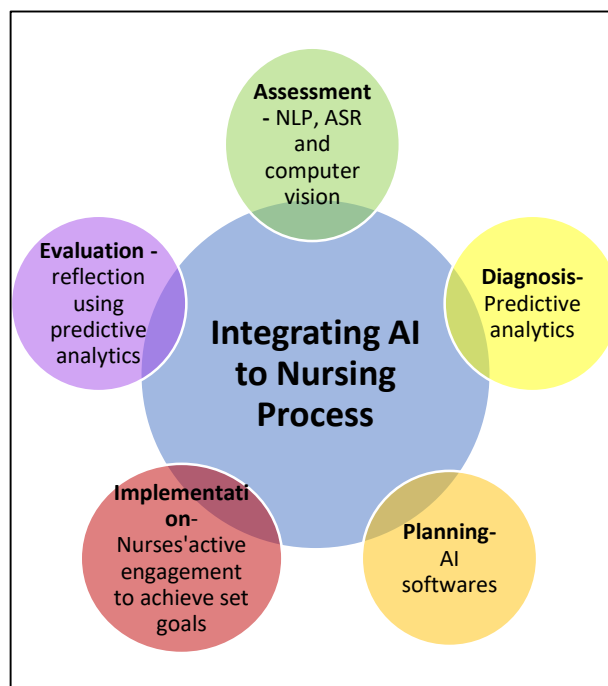 Assessment
- NLP, ASR
and
computer
vision
Diagnosis-
Predictive
analytics
Planning-
AI
softwares
Implementati
on-
Nurses'active
engagement
to achieve set
goals
Evaluation -
reflection
using
predictive
analytics
Integrating AI
to Nursing
Process